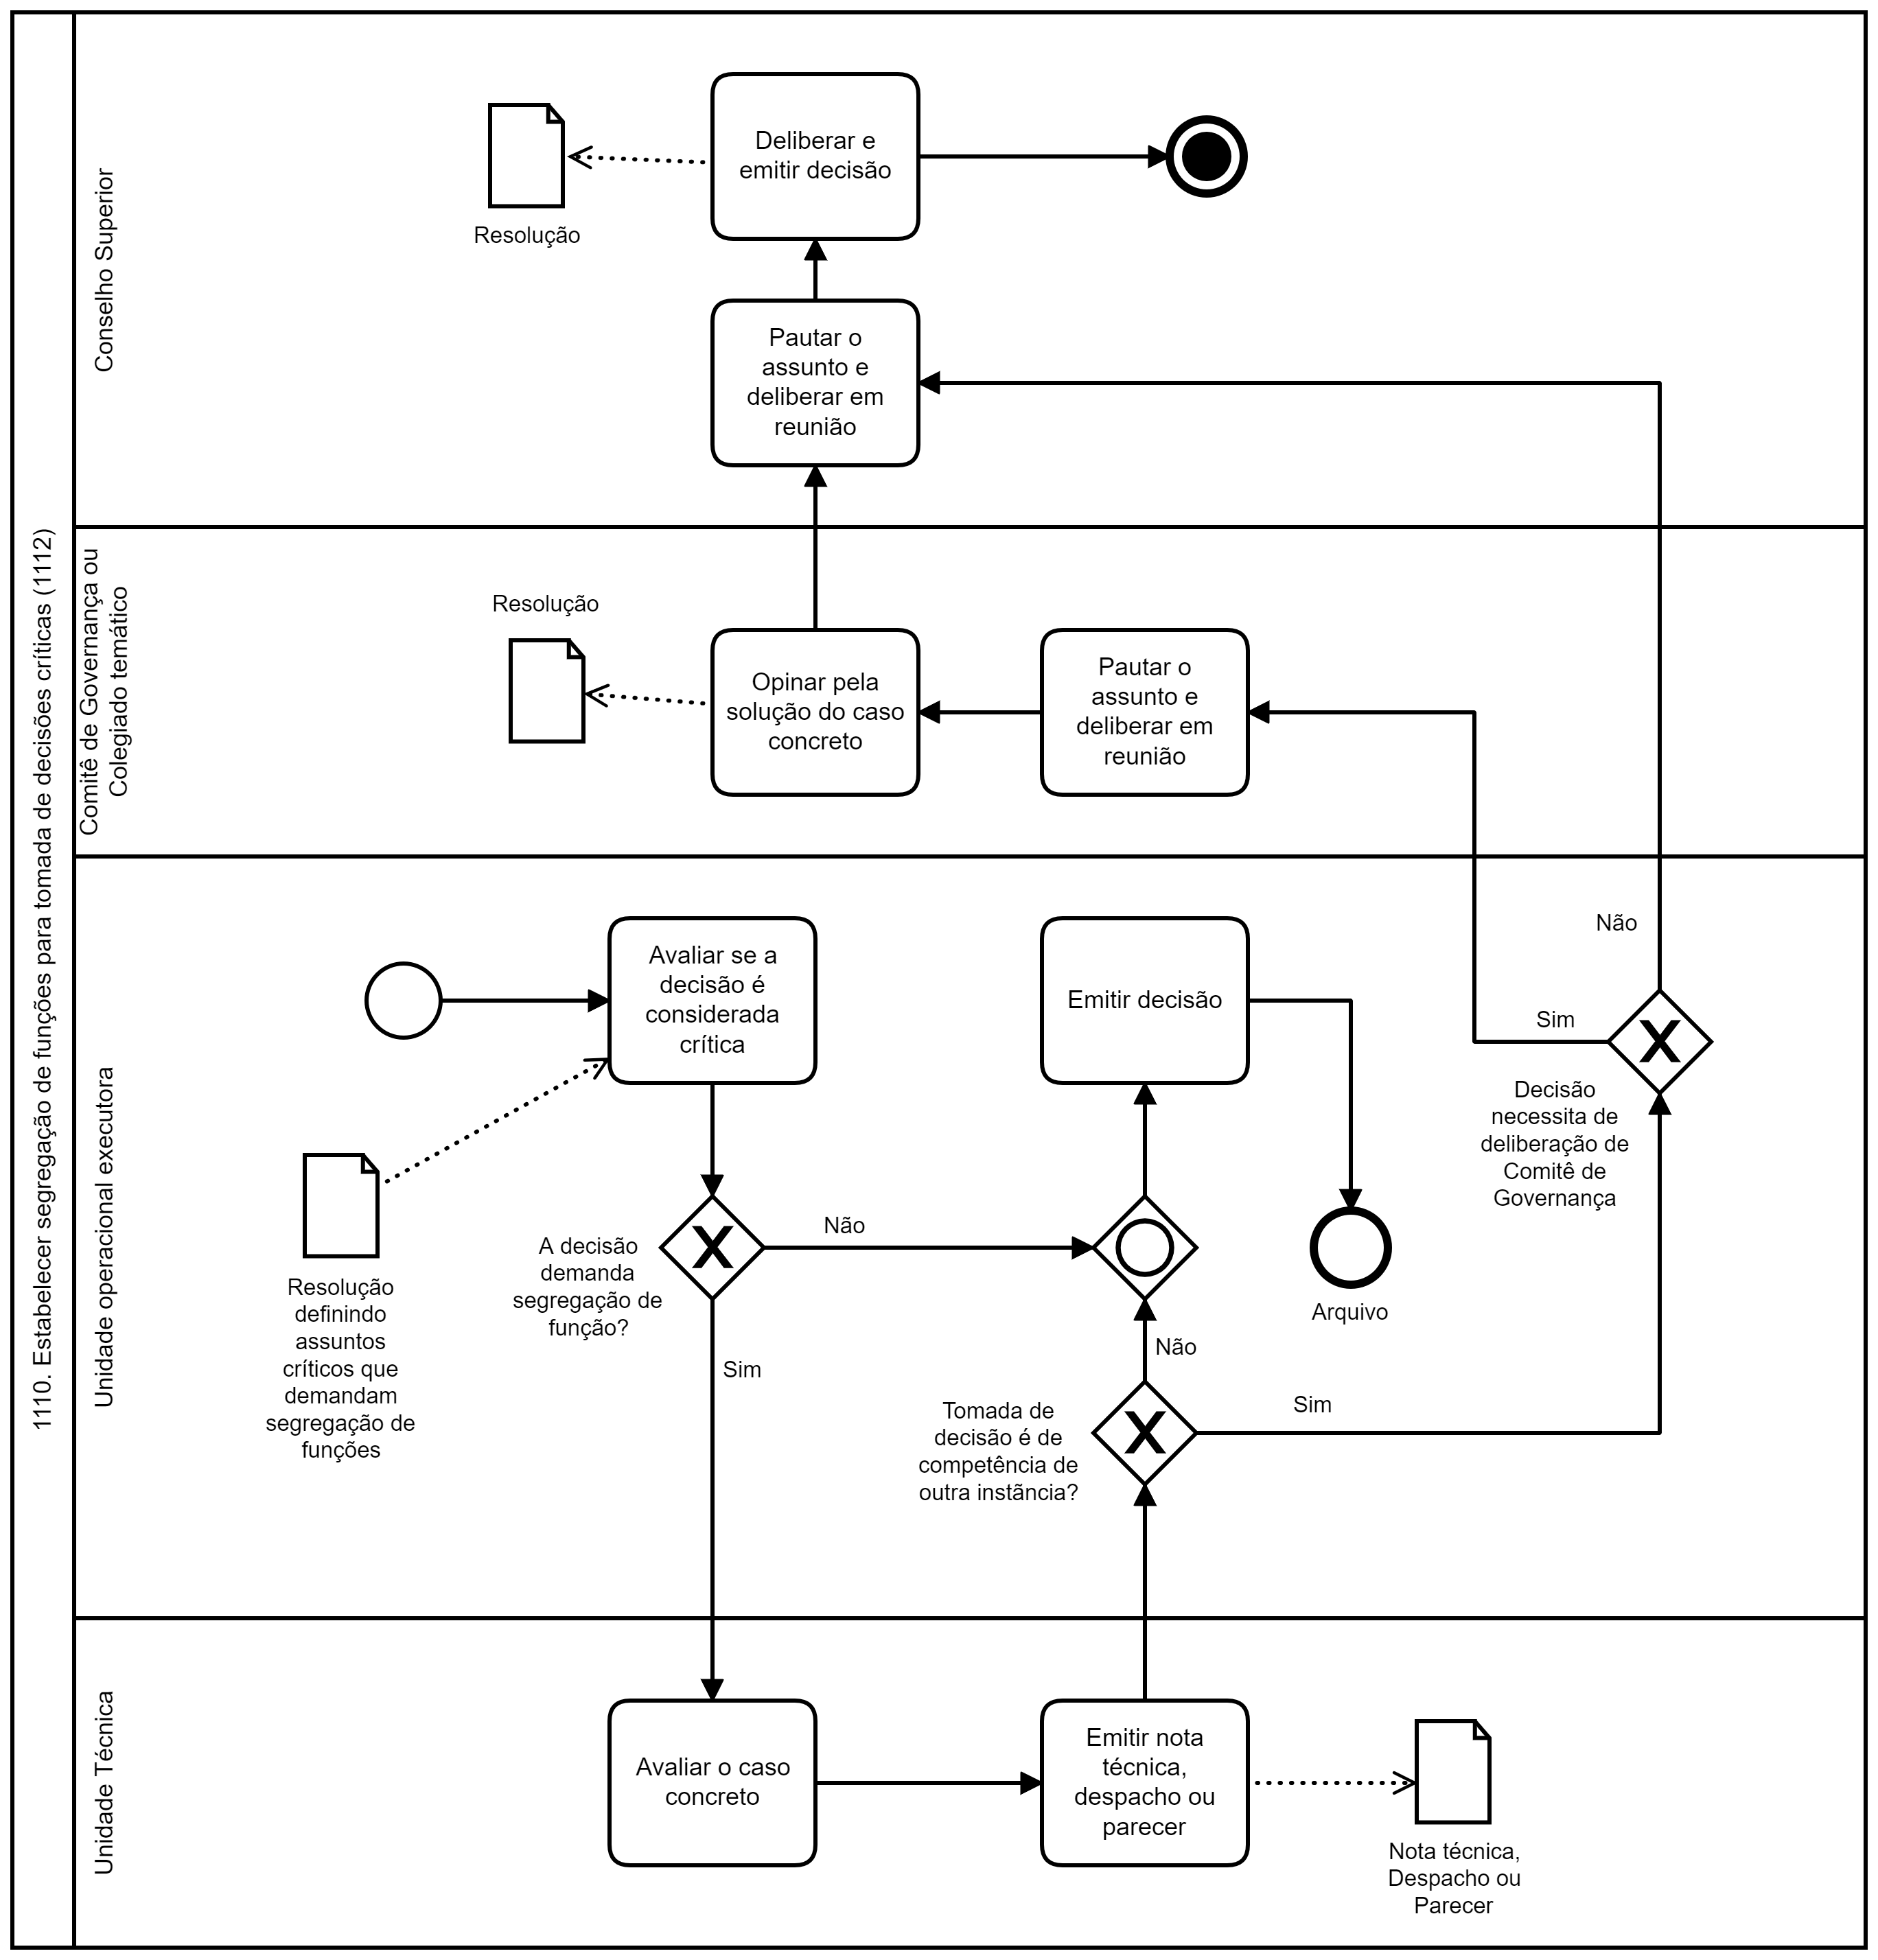 1110. Estabelecer segregação de funções para tomada de decisões críticas (1112)
Conselho Superior
Deliberar e
emitir decisão
Resolução
Pautar o
assunto e
deliberar em
reunião
Comitê de Governança ou
Colegiado temático
Resolução
Opinar pela
solução do caso
concreto
Pautar o
assunto e
deliberar em
reunião
Unidade operacional executora
Avaliar se a
decisão é
considerada
crítica
Emitir decisão
Não
Sim
Decisão
necessita de
deliberação de
Comitê de
Governança
Resolução
definindo
assuntos
críticos que
demandam
segregação de
funções
A decisão
demanda
segregação de
função?
Não
Sim
Arquivo
Não
Tomada de
decisão é de
competência de
outra instância?
Sim
Unidade Técnica
Avaliar o caso
concreto
Emitir nota
técnica,
despacho ou
parecer
Nota técnica,
Despacho ou
Parecer